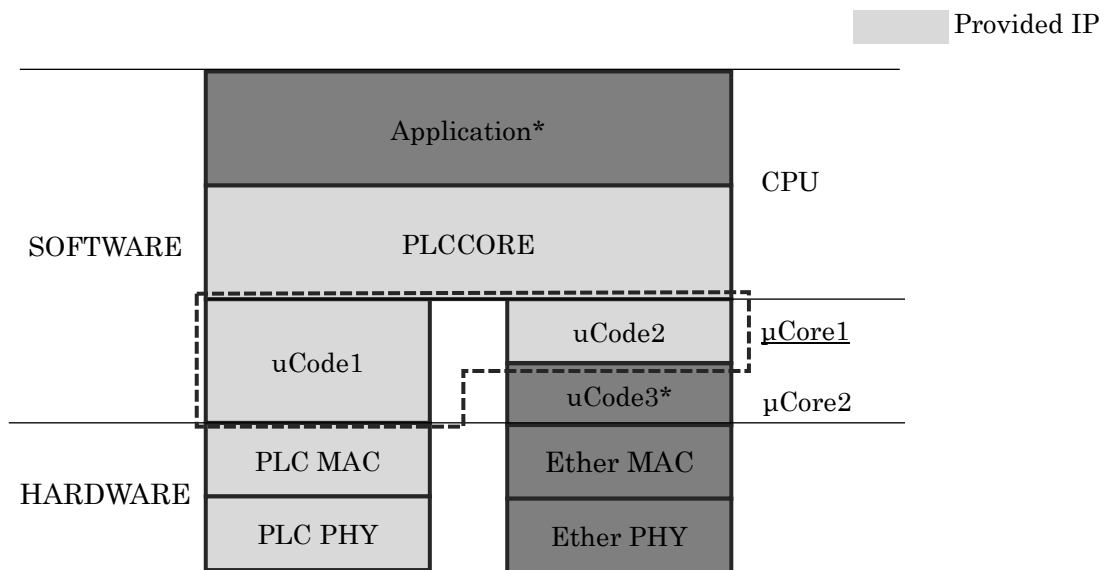 Provided IP
Application*
CPU
SOFTWARE
PLCCORE
uCode1
uCode2
µCore1
uCode3*
µCore2
PLC MAC
Ether MAC
HARDWARE
PLC PHY
Ether PHY